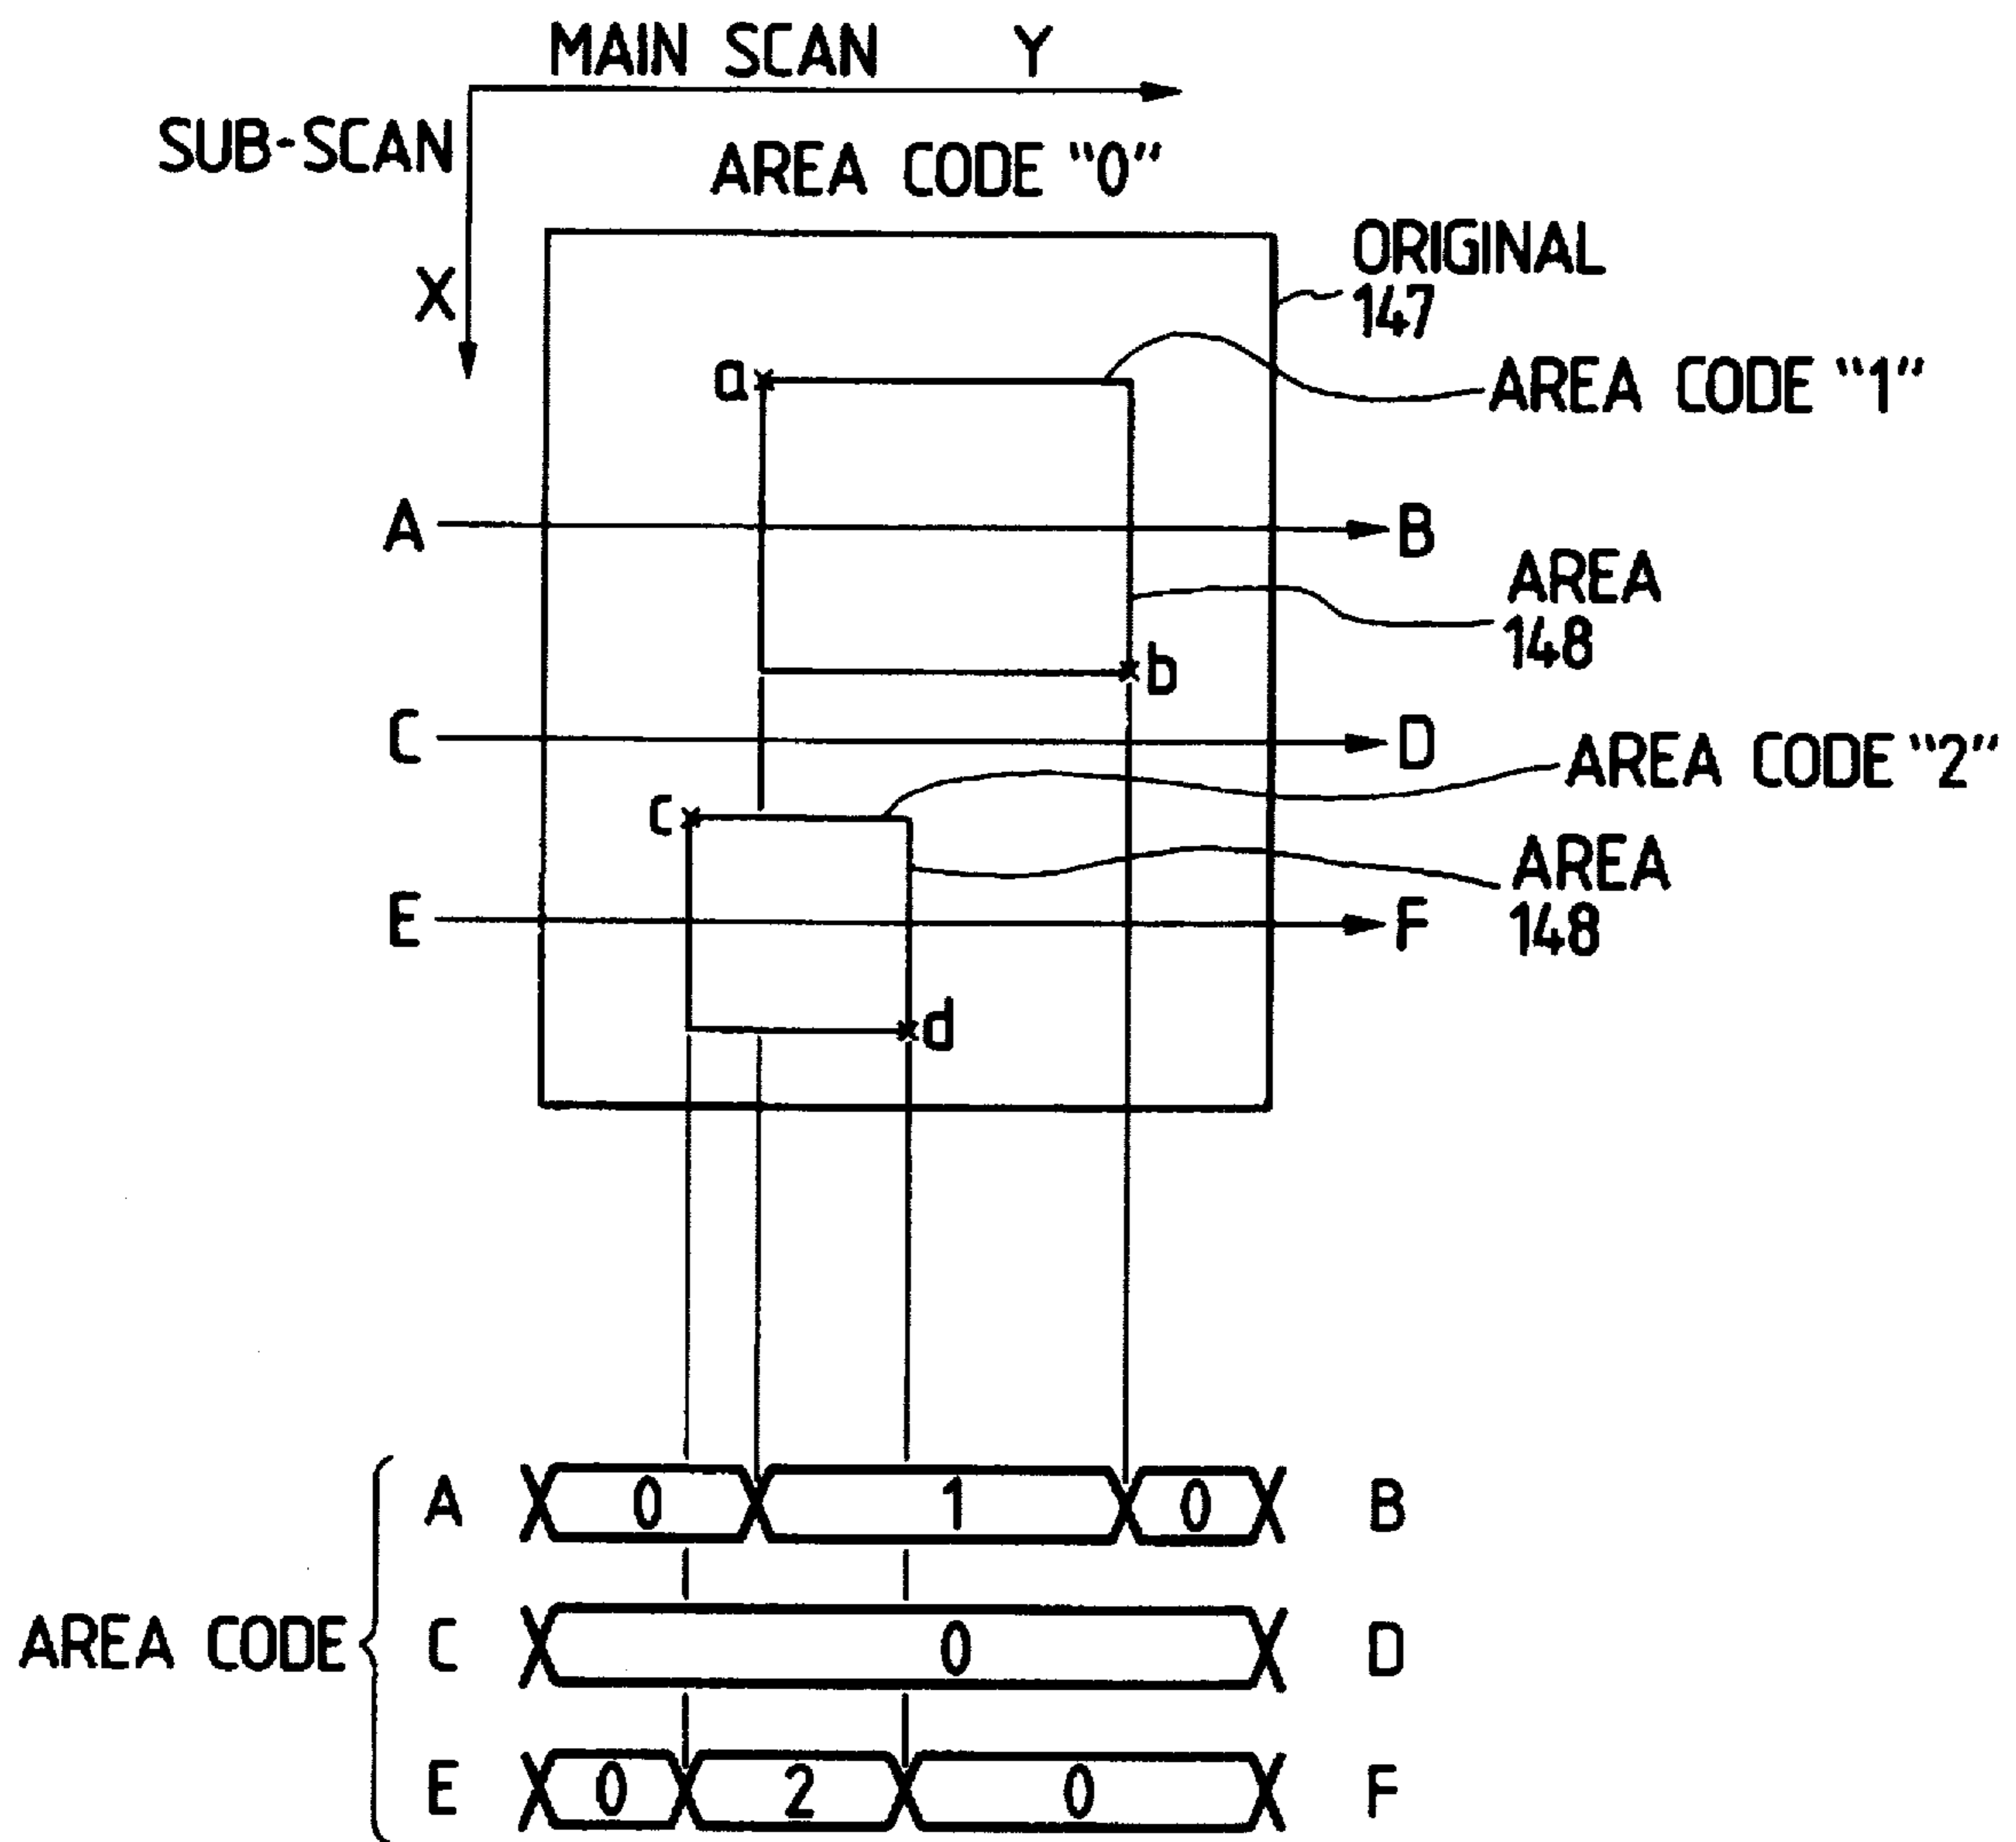 MAIN SCAN Y
SUB-SCAN
X
AREA CODE "0"
ORIGINAL
147
a
AREA CODE "1"
A B
AREA
148
b
C D
AREA CODE "2"
c
AREA
148
E F
d
AREA CODE
A 0 1 0 B
C 0 D
E 0 2 0 F